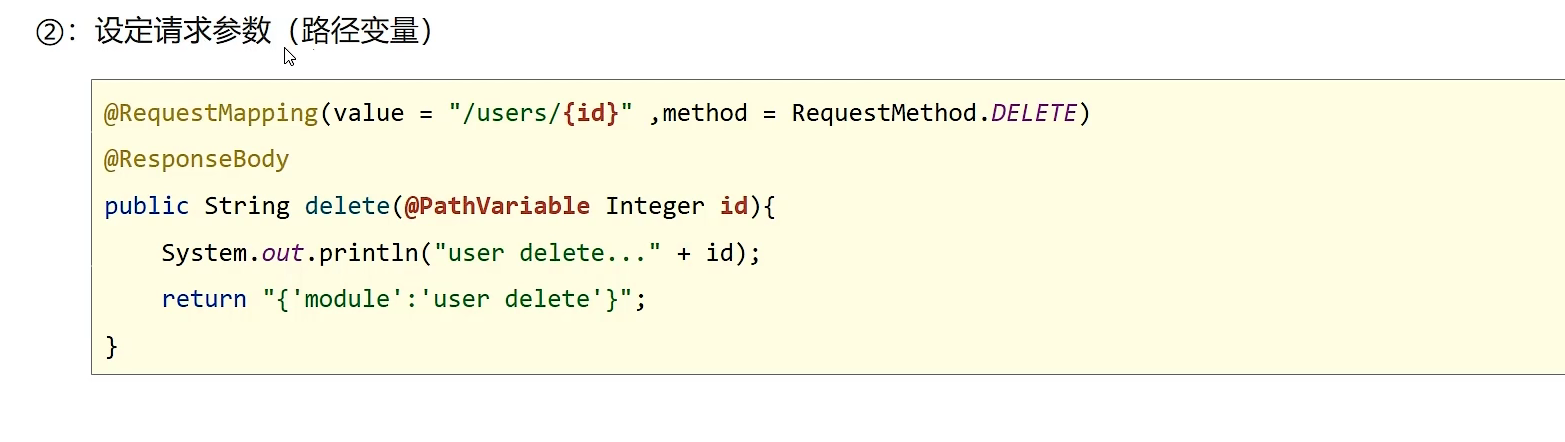 ②：设定请求参数（路径变量）
@RequestMapping(value = "/users/{id}" ,method = RequestMethod.DELETE)
@ResponseBody
public String delete(@PathVariable Integer id){
    System.out.println("user delete..." + id);
    return "{'module':'user delete'}";
}